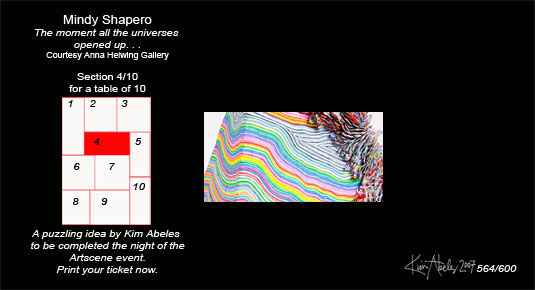 Mindy Shapero
The moment all the universes
opened up. . .
Courtesy Anna Helwing Gallery
Section 4/10
for a table of 10
1 2 3
4 5
6 7
10
8 9
A puzzling idea by Kim Abeles
to be completed the night of the
Artscene event.
Print your ticket now.
Kim Abeles 2007 564/600